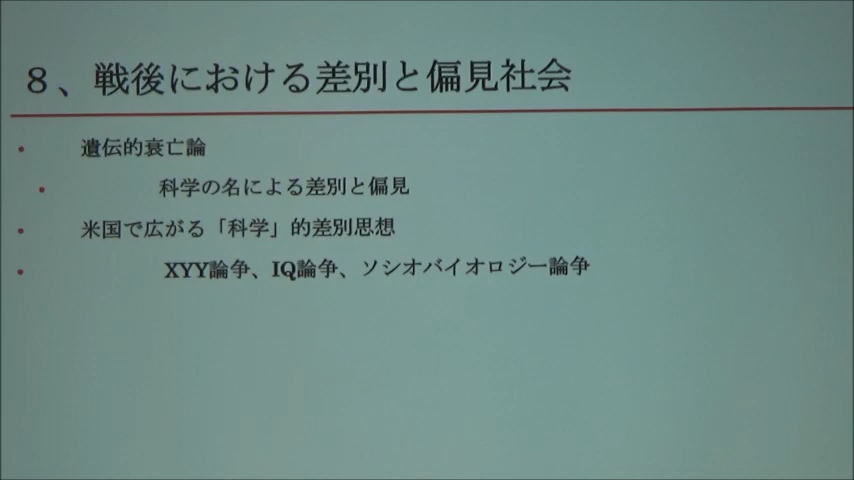 ８、戦後における差別と偏見社会
• 遺伝的衰亡論
• 科学の名による差別と偏見
• 米国で広がる「科学」的差別思想
• XYY論争、IQ論争、ソシオバイオロジー論争